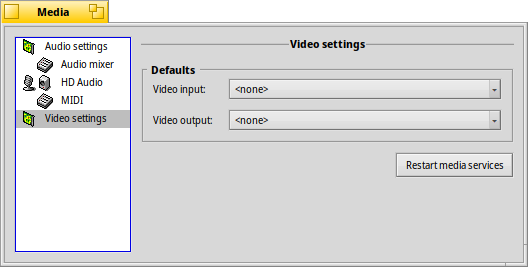 Media
Audio settings
Audio mixer
HD Audio
MIDI
Video settings
Video settings
Defaults
Video input: <none>
Video output: <none>
Restart media services